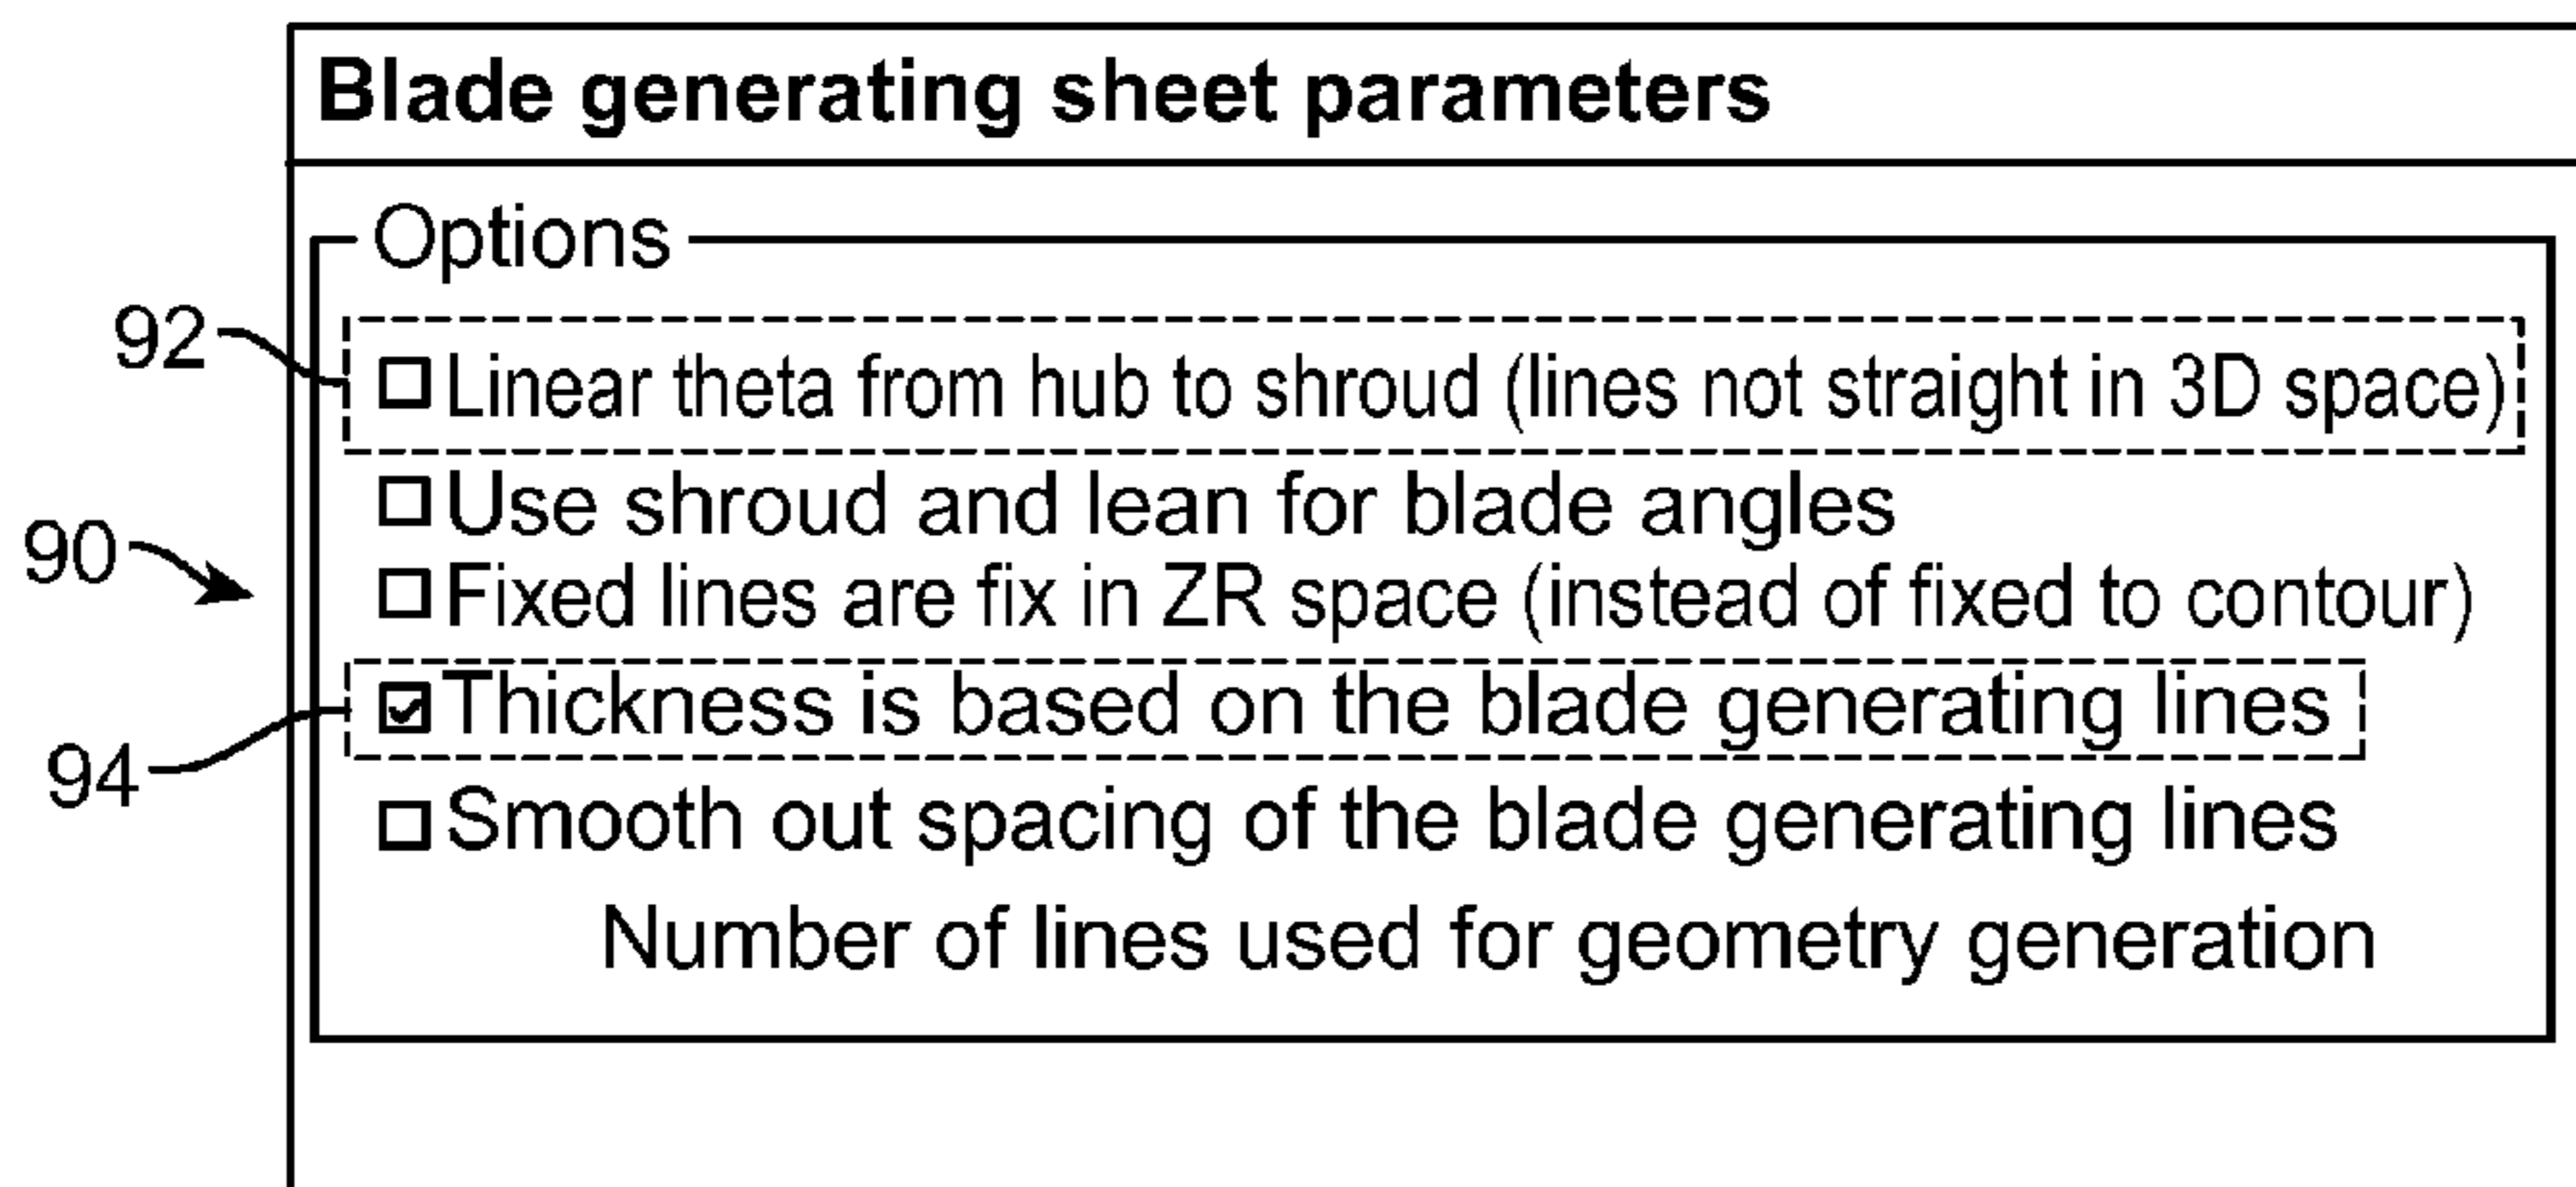 Blade generating sheet parameters
Options
92
Linear theta from hub to shroud (lines not straight in 3D space)
Use shroud and lean for blade angles
90
Fixed lines are fix in ZR space (instead of fixed to contour)
Thickness is based on the blade generating lines
94
Smooth out spacing of the blade generating lines
Number of lines used for geometry generation